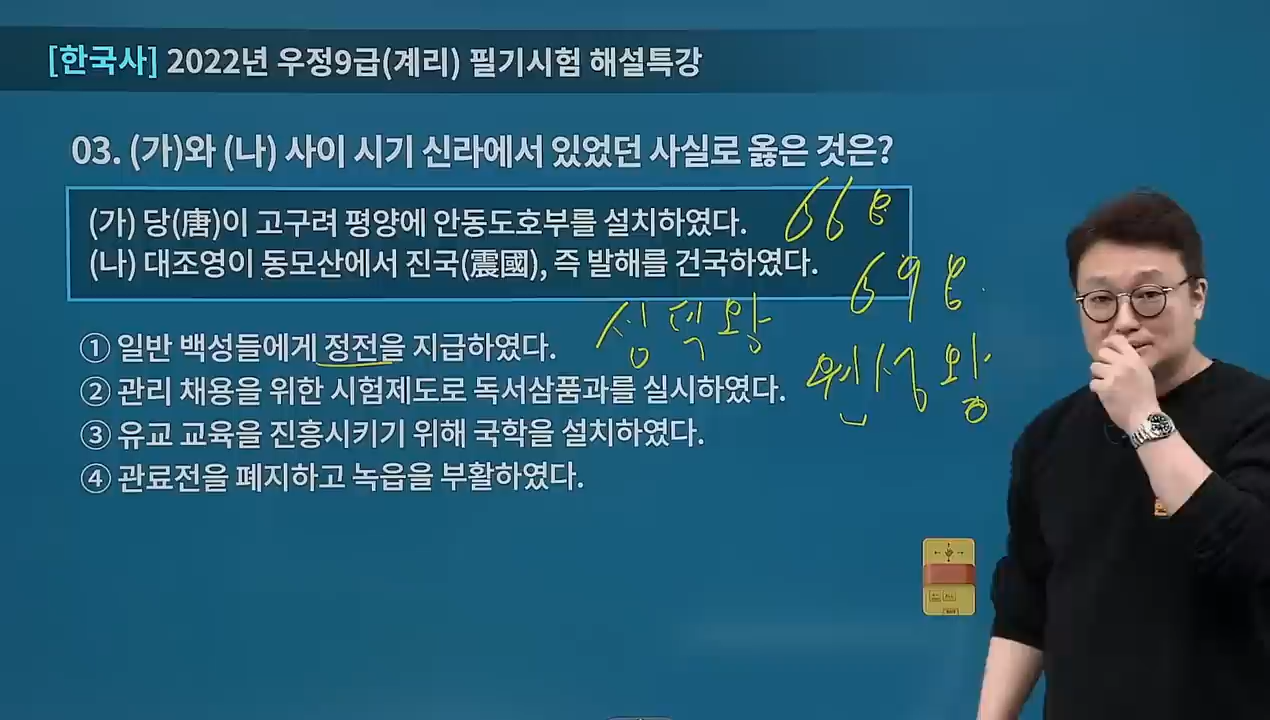 [한국사] 2022년 우정9급(계리) 필기시험 해설특강
03. (가)와 (나) 사이 시기 신라에서 있었던 사실로 옳은 것은?
(가) 당(唐)이 고구려 평양에 안동도호부를 설치하였다. 668
(나) 대조영이 동모산에서 진국(震國), 즉 발해를 건국하였다. 698.
① 일반 백성들에게 정전을 지급하였다. 성덕왕
② 관리 채용을 위한 시험제도로 독서삼품과를 실시하였다. 원성왕
③ 유교 교육을 진흥시키기 위해 국학을 설치하였다.
④ 관료전을 폐지하고 녹읍을 부활하였다.